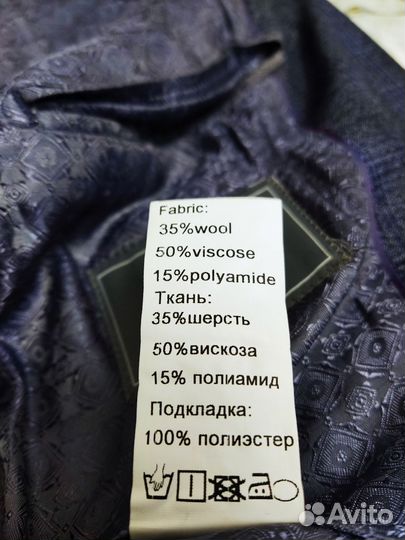 Fabric:
35%wool
50%viscose
15%polyamide
Ткань:
35%шерсть
50%вискоза
15% полиамид
Подкладка:
100% полиэстер
Avito